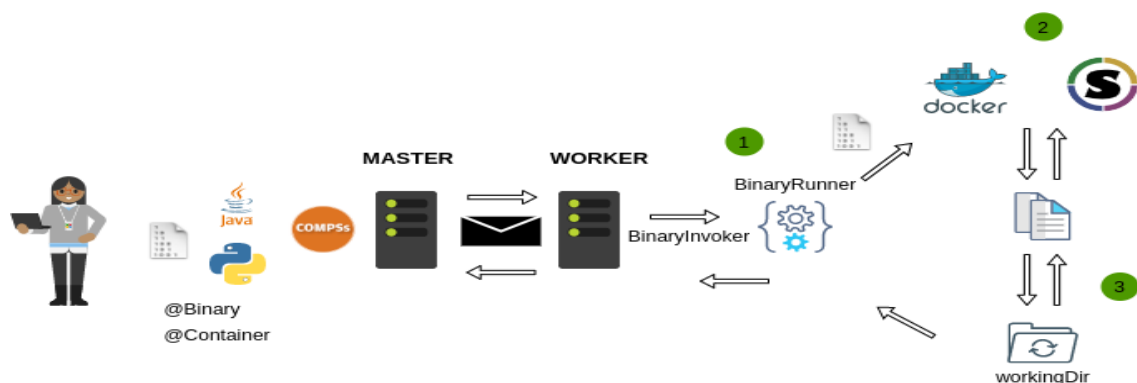 2
docker
S
1
MASTER
WORKER
BinaryRunner
Java
COMPSs
BinaryInvoker
3
@Binary
@Container
workingDir